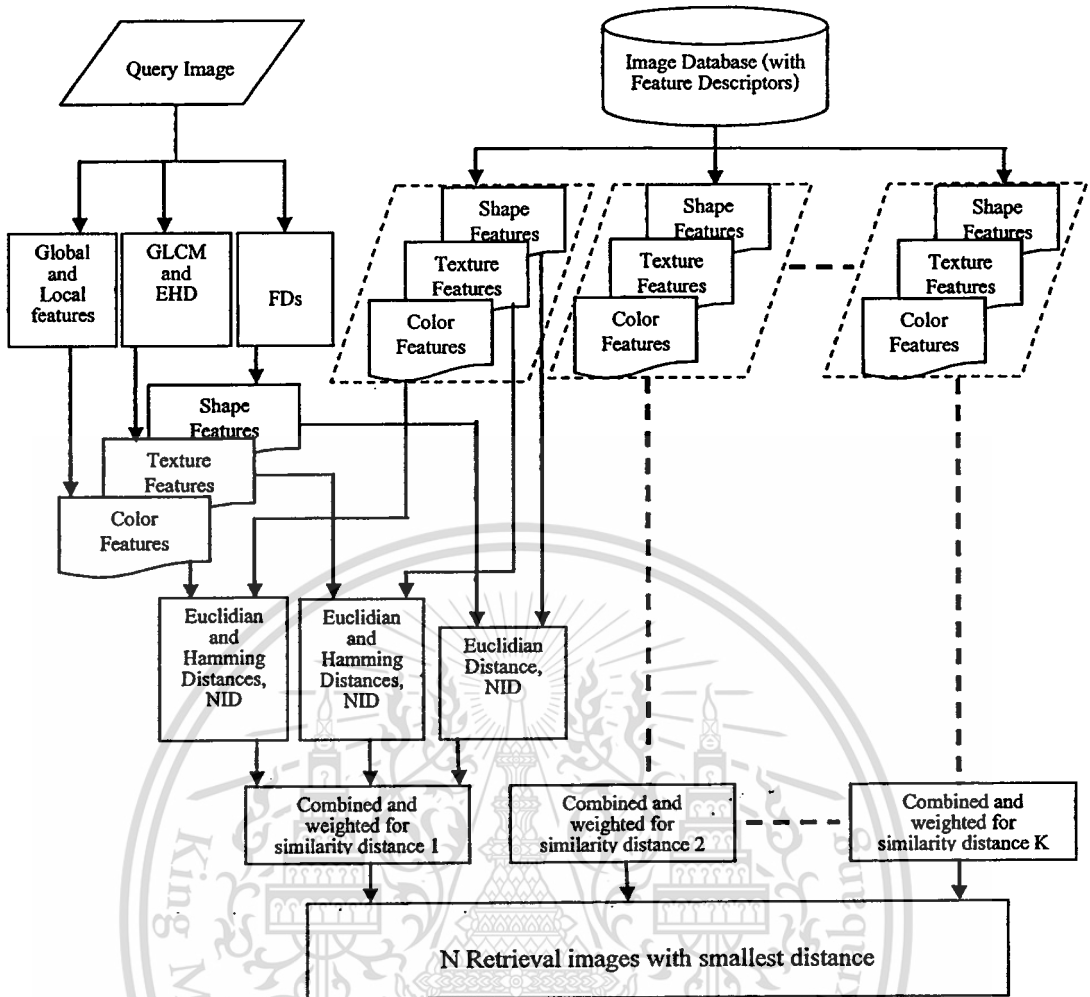 Query Image
Image Database (with
Feature Descriptors)
Global
and
Local
features
GLCM
and
EHD
FDs
Shape
Features
Texture
Features
Color
Features
Shape
Features
Texture
Features
Color
Features
Shape
Features
Texture
Features
Color
Features
Shape
Features
Texture
Features
Color
Features
Euclidian
and
Hamming
Distances,
NID
Euclidian
and
Hamming
Distances,
NID
Euclidian
Distance,
NID
Combined and
weighted for
similarity distance 1
Combined and
weighted for
similarity distance 2
Combined and
weighted for
similarity distance K
N Retrieval images with smallest distance
King M